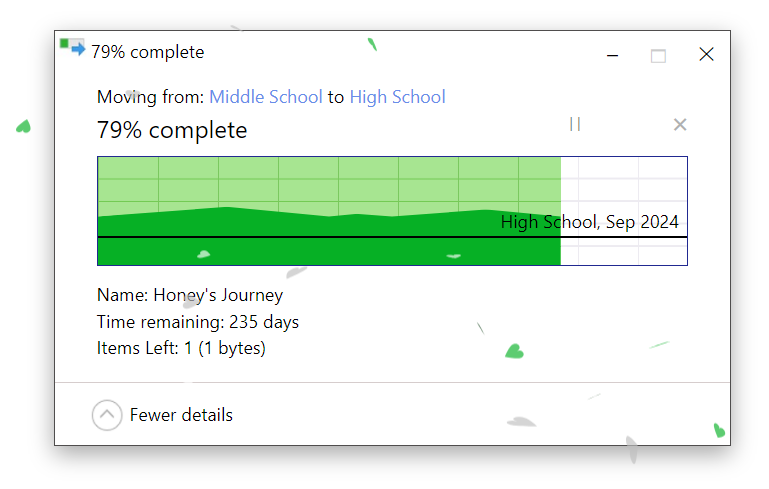 79% complete
Moving from: Middle School to High School
79% complete
High School, Sep 2024
Name: Honey's Journey
Time remaining: 235 days
Items Left: 1 (1 bytes)
Fewer details